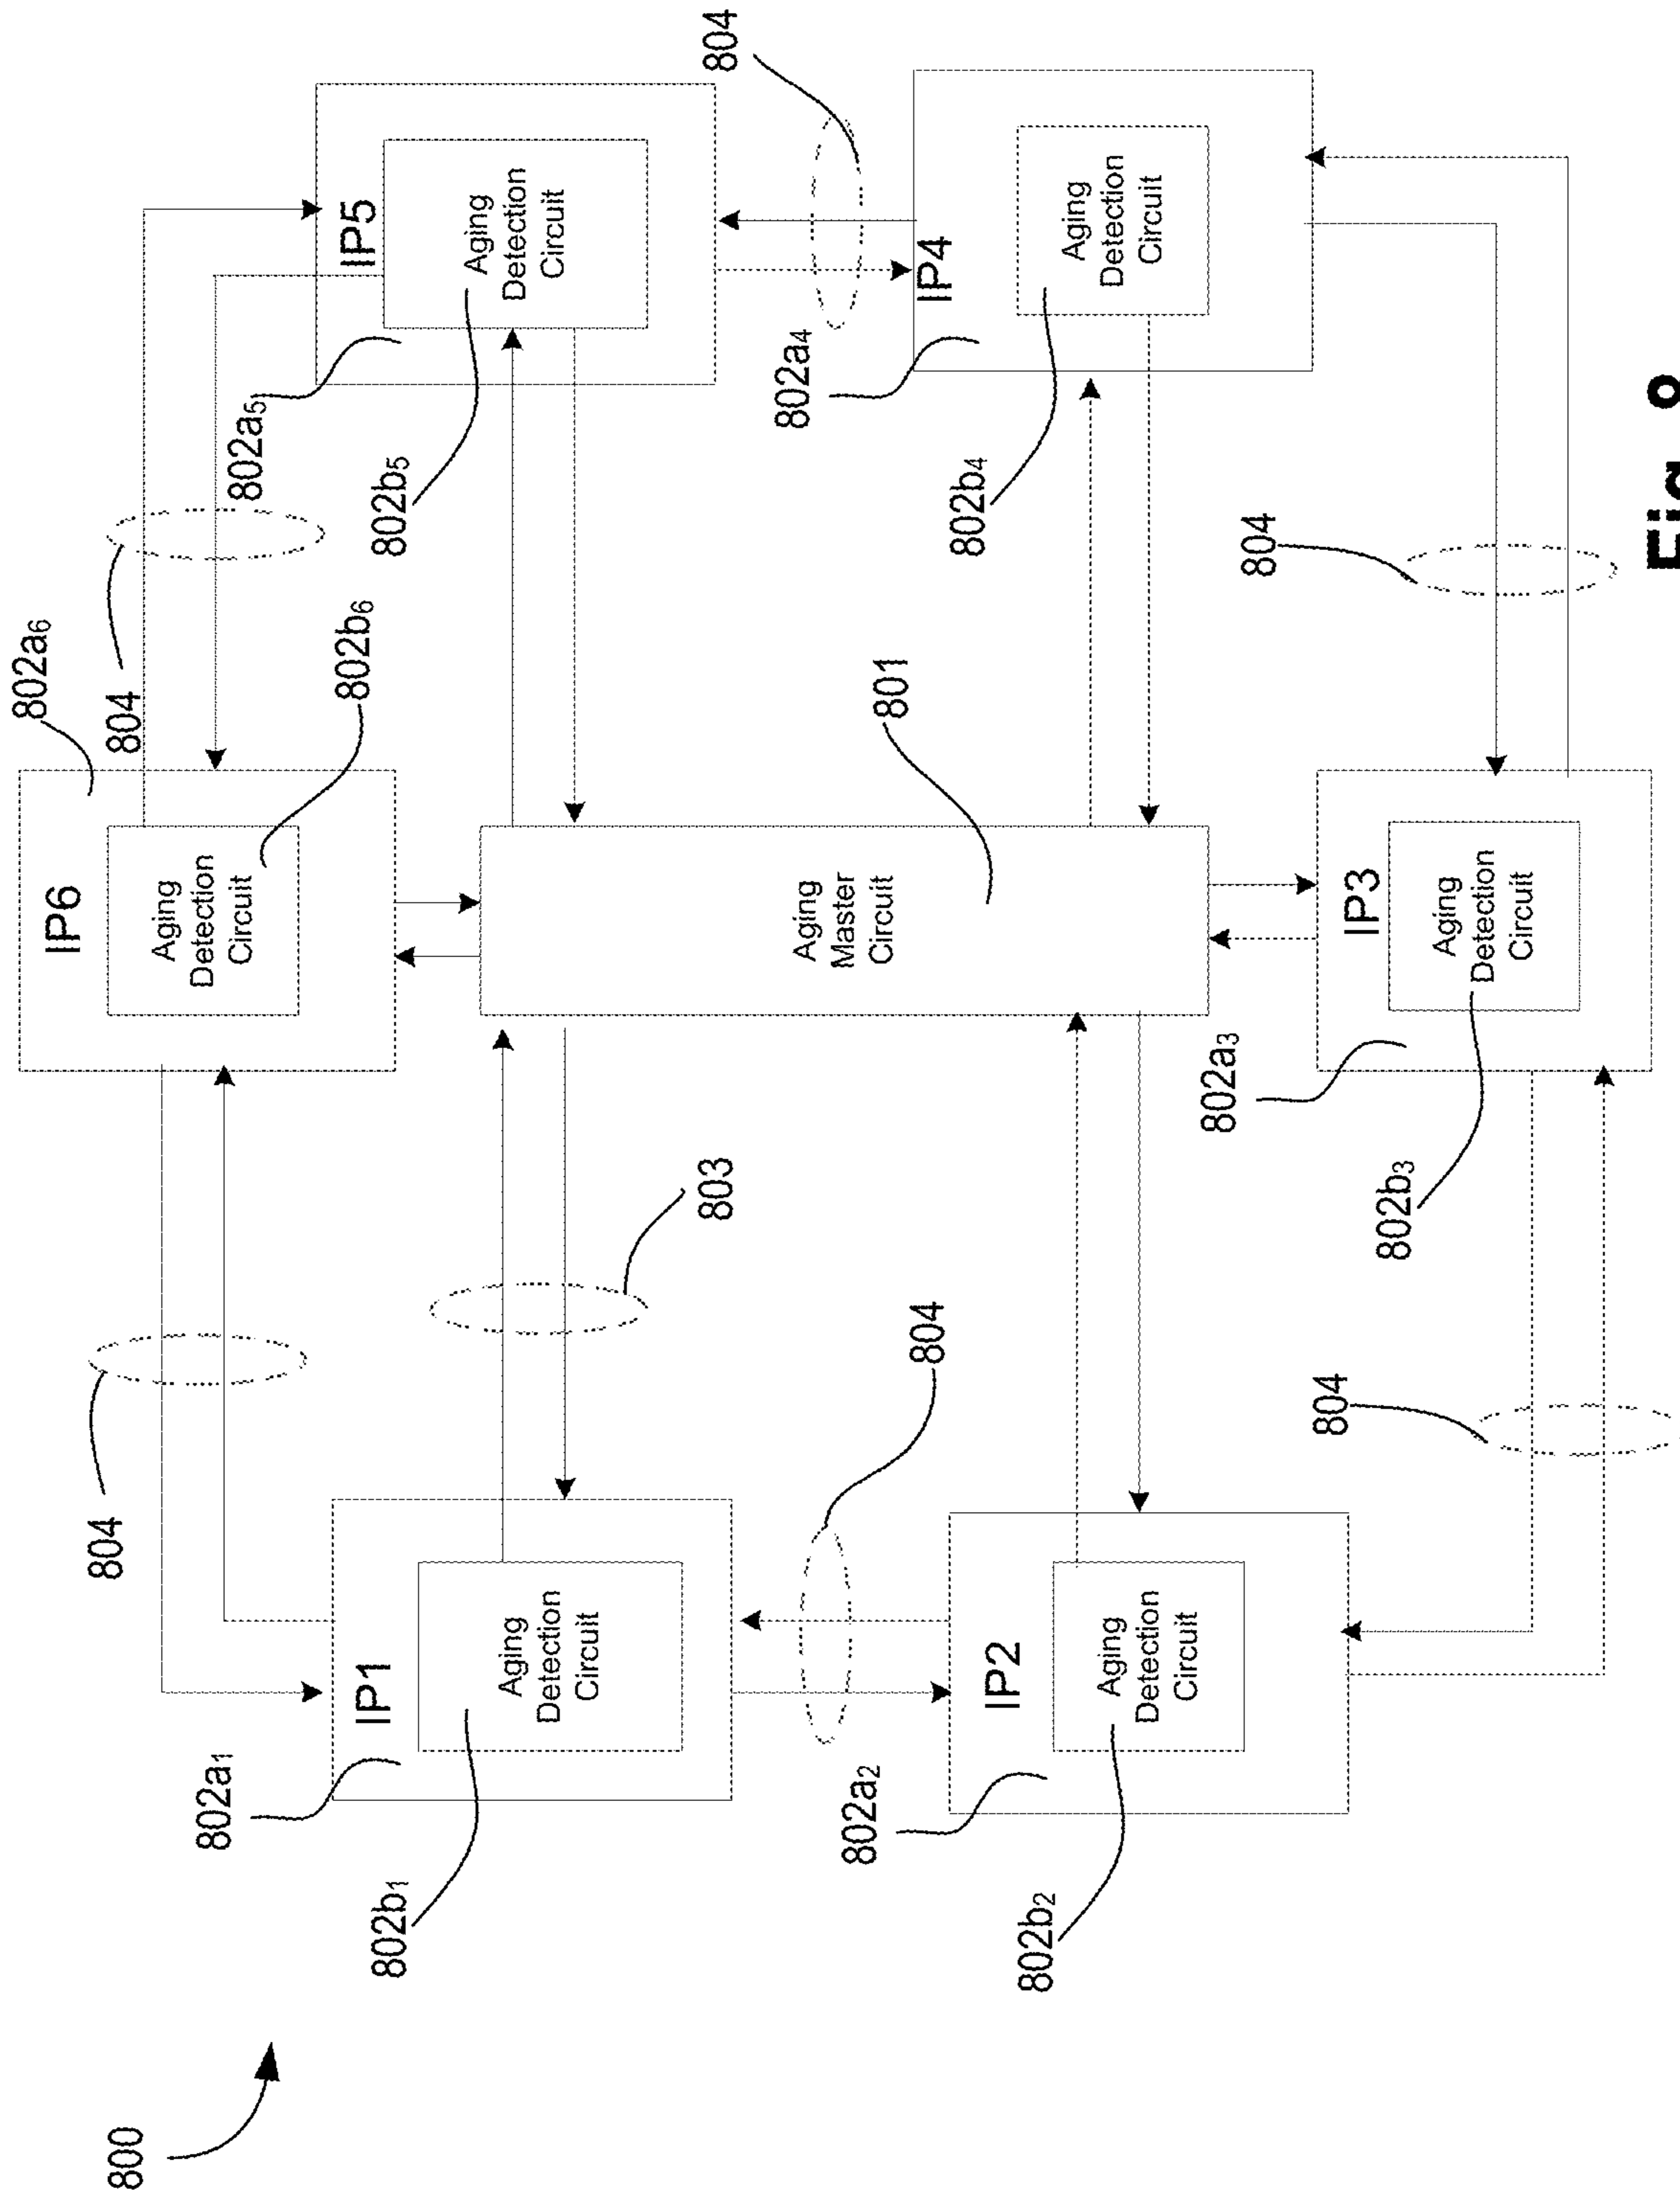 802a6
IP6
804
804
Aging
Detection
Circuit
800
802a1
802a5
802b6
IP1
IP5
802b1
802b5
Aging
Detection
Circuit
Aging
Detection
Circuit
803
804
804
Aging
Master
Circuit
801
802a2
802a4
IP2
IP4
802b2
802b4
Aging
Detection
Circuit
Aging
Detection
Circuit
802a3
804
804
IP3
802b3
Aging
Detection
Circuit
Fig. 8